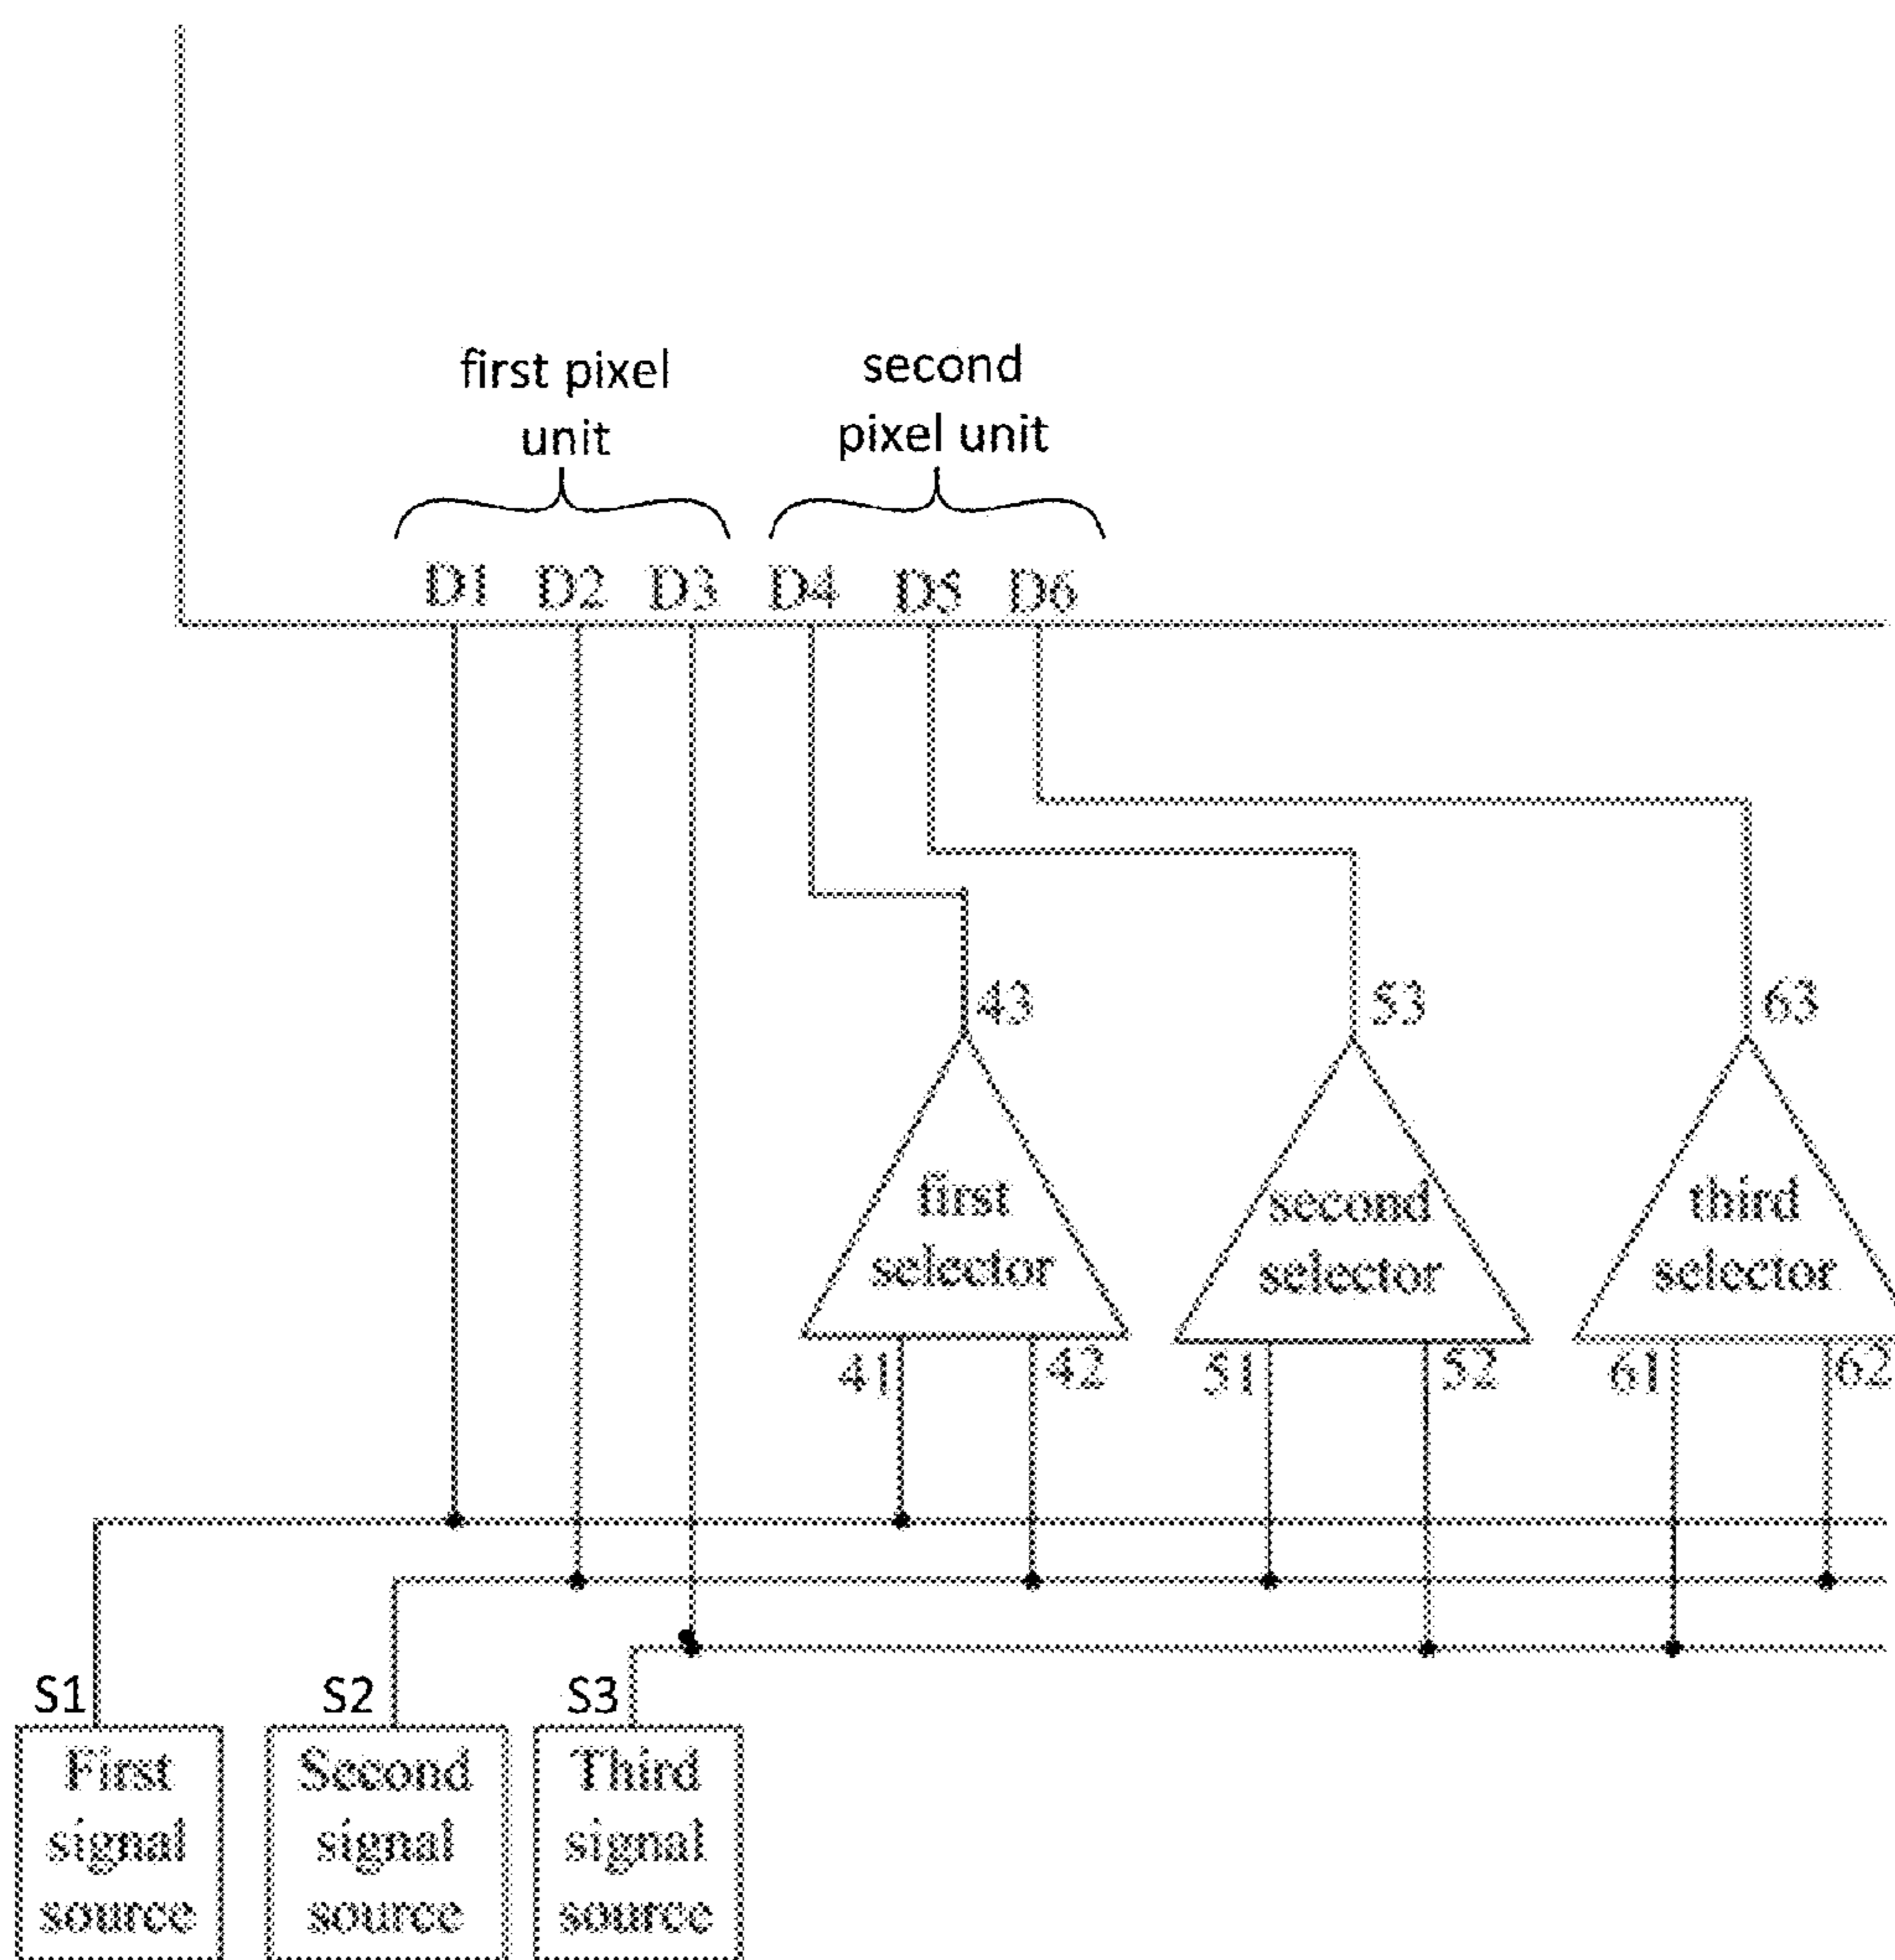 first pixel
unit
second
pixel unit
D1 D2 D3 D4 D5 D6
43 53 63
first
selector
second
selector
third
selector
41 42 51 52 61 62
S1 S2 S3
First
signal
source
Second
signal
source
Third
signal
source